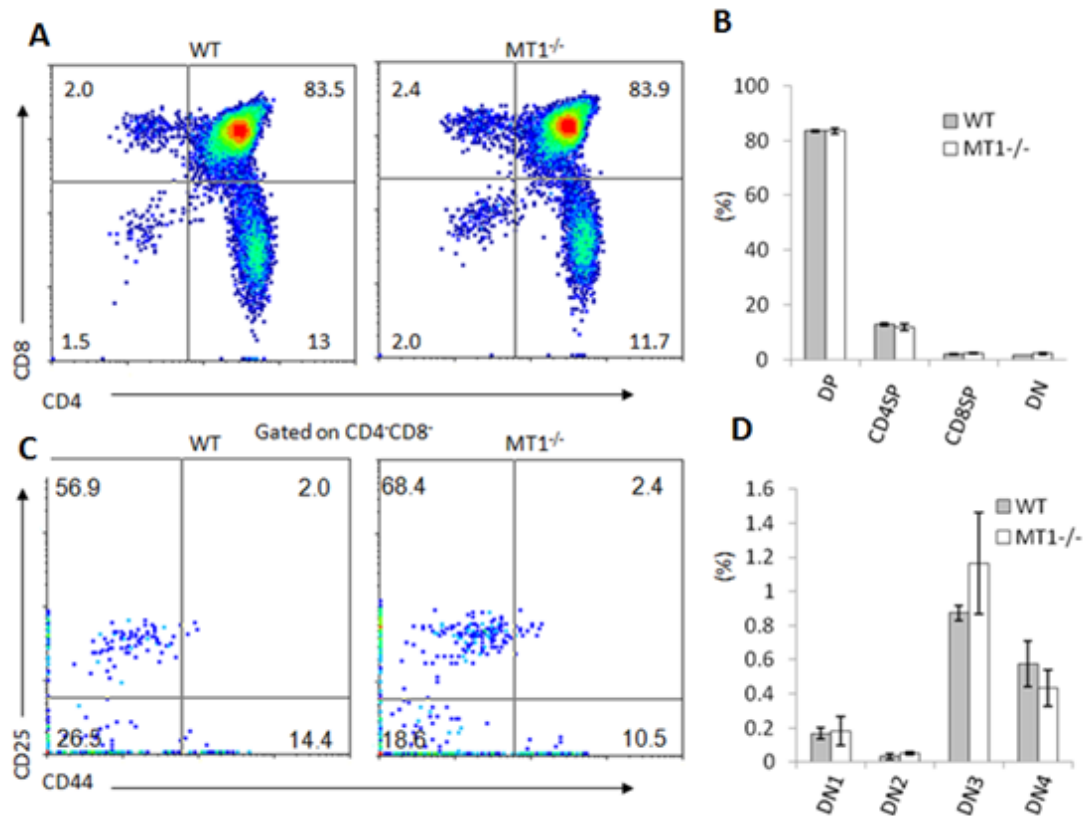 A
WT
MT1-/-
2.0
83.5
2.4
83.9
1.5
13
2.0
11.7
CD8
CD4
B
100
80
60
40
20
0
(%)
WT
MT1-/-
DP
CD4SP
CD8SP
DN
Gated on CD4-CD8-
C
WT
MT1-/-
56.9
2.0
68.4
2.4
26.5
14.4
18.6
10.5
CD25
CD44
D
1.6
1.4
1.2
1
0.8
0.6
0.4
0.2
0
(%)
WT
MT1-/-
DN1
DN2
DN3
DN4